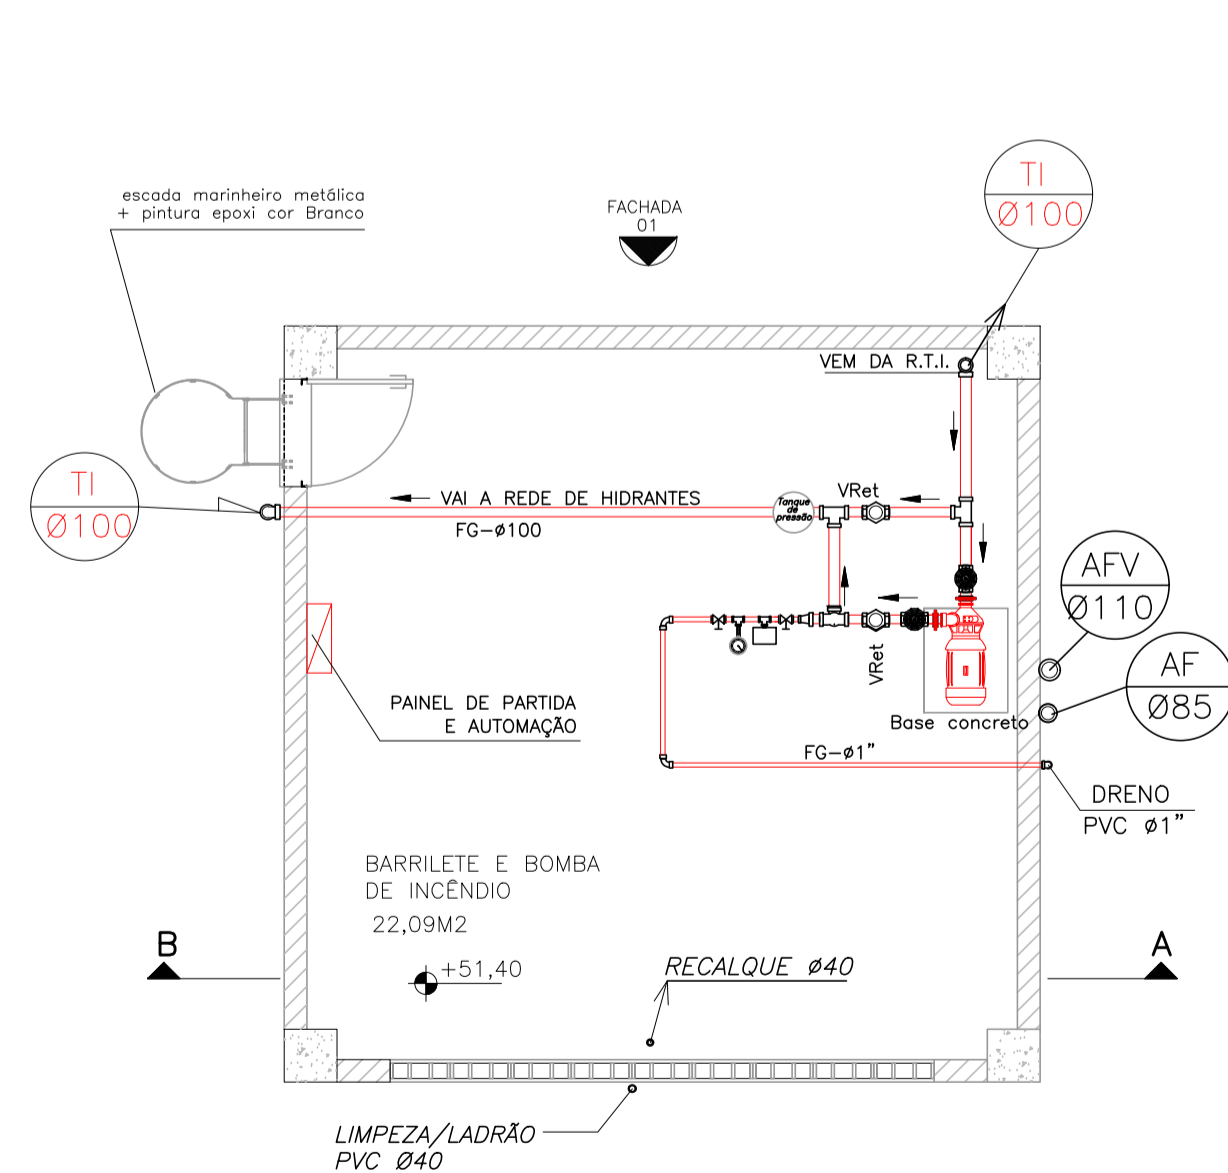 escada marinheiro metálica
+ pintura epoxi cor Branco
FACHADA
01
TI
Ø100
VEM DA R.T.I.
TI
Ø100
VAI A REDE DE HIDRANTES
FG-ø100
Tanque
de
pressão
VRet
AFV
Ø110
VRet
AF
Ø85
Base concreto
PAINEL DE PARTIDA
E AUTOMAÇÃO
FG-ø1"
DRENO
PVC ø1"
BARRILETE E BOMBA
DE INCÊNDIO
22,09M2
B
A
+51,40
RECALQUE Ø40
LIMPEZA/LADRÃO
PVC Ø40